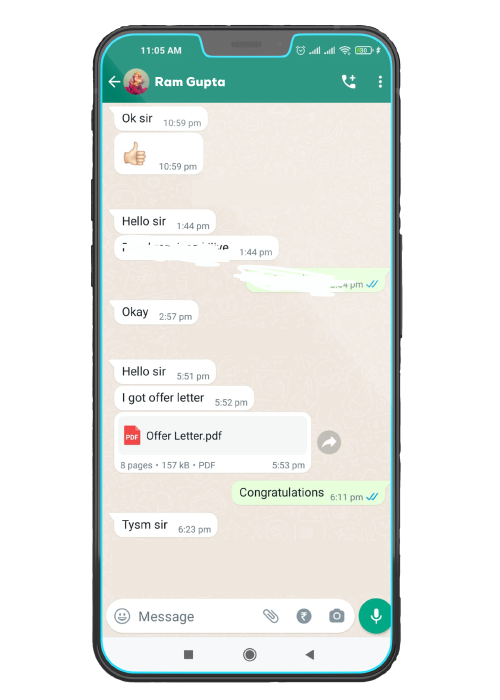 11:05 AM
30
Ram Gupta
Ok sir 10:59 pm
10:59 pm
Hello sir 1:44 pm
1:44 pm
pm
Okay 2:57 pm
Hello sir 5:51 pm
I got offer letter 5:52 pm
PDF Offer Letter.pdf
8 pages • 157 kB • PDF 5:53 pm
Congratulations 6:11 pm
Tysm sir 6:23 pm
Message ₹